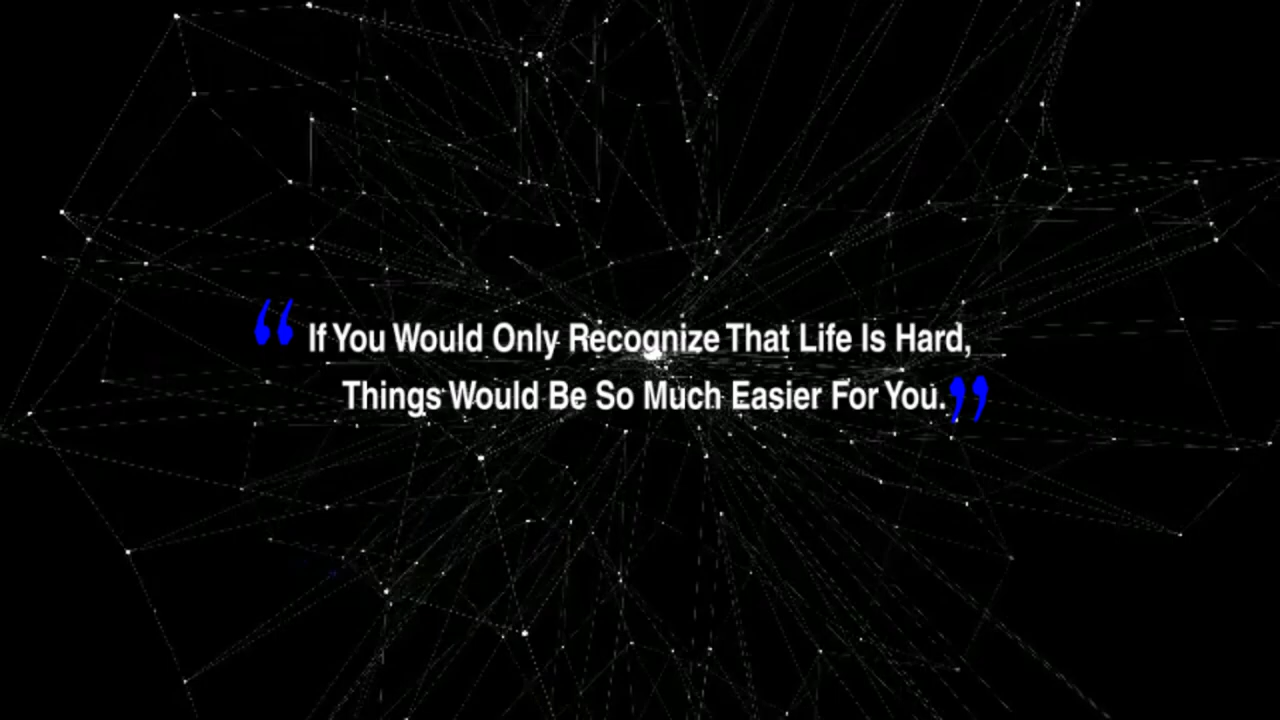 “If You Would Only Recognize That Life Is Hard,
Things Would Be So Much Easier For You.”